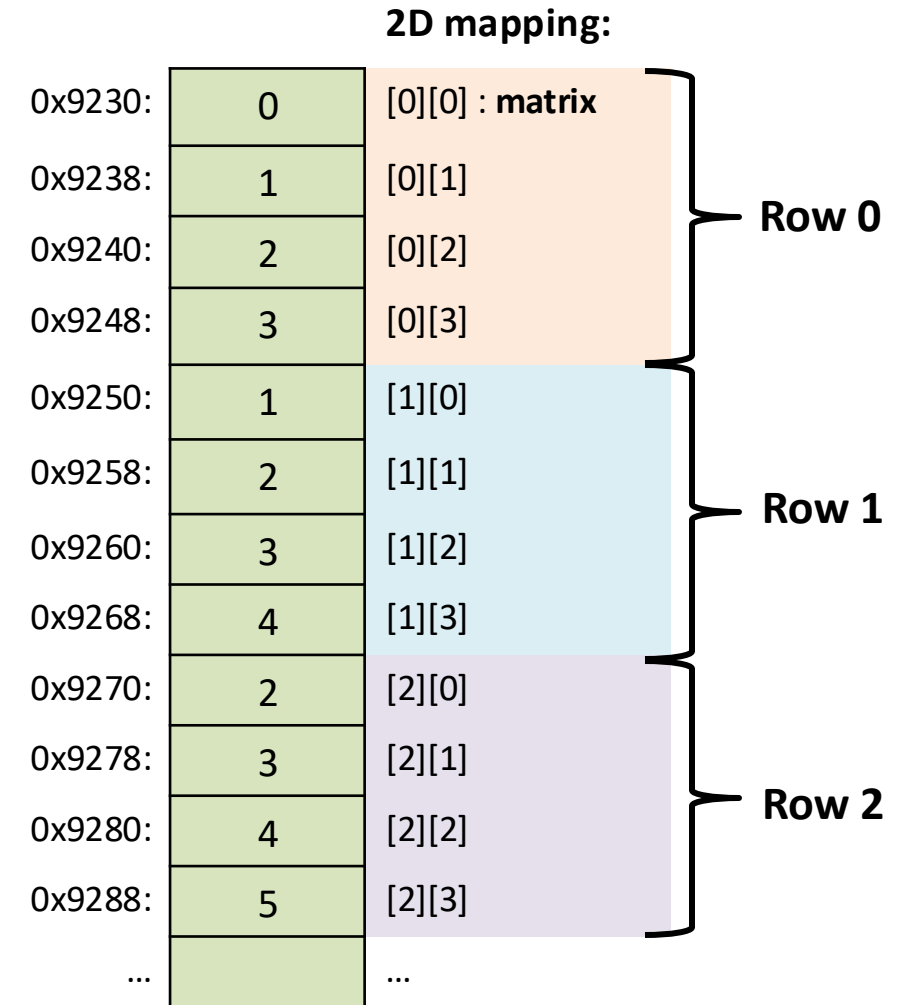 2D mapping:
0x9230: 0 [0][0] : matrix
0x9238: 1 [0][1]
Row 0
0x9240: 2 [0][2]
0x9248: 3 [0][3]
0x9250: 1 [1][0]
0x9258: 2 [1][1]
Row 1
0x9260: 3 [1][2]
0x9268: 4 [1][3]
0x9270: 2 [2][0]
0x9278: 3 [2][1]
Row 2
0x9280: 4 [2][2]
0x9288: 5 [2][3]
... ...